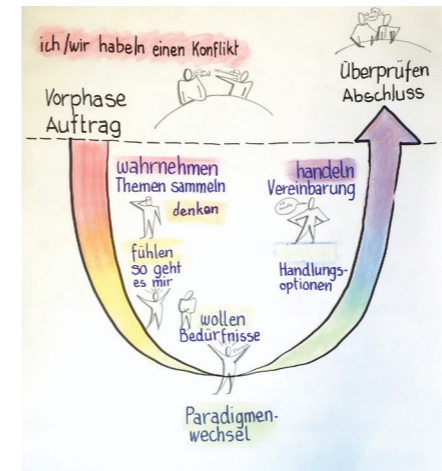 ich/wir habeln einen Konflikt
Vorphase
Auftrag
Überprüfen
Abschluss
wahrnehmen
Themen sammeln
denken
fühlen
so geht
es mir
wollen
Bedürfnisse
Paradigmen-
wechsel
handeln
Vereinbarung
Handlungs-
optionen